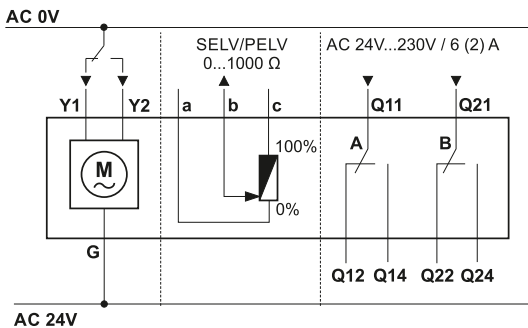 AC 0V
SELV/PELV
0...1000 Ω
AC 24V...230V / 6 (2) A
Y1 Y2 a b c Q11 Q21
100%
A B
M
~
0%
G
Q12 Q14 Q22 Q24
AC 24V